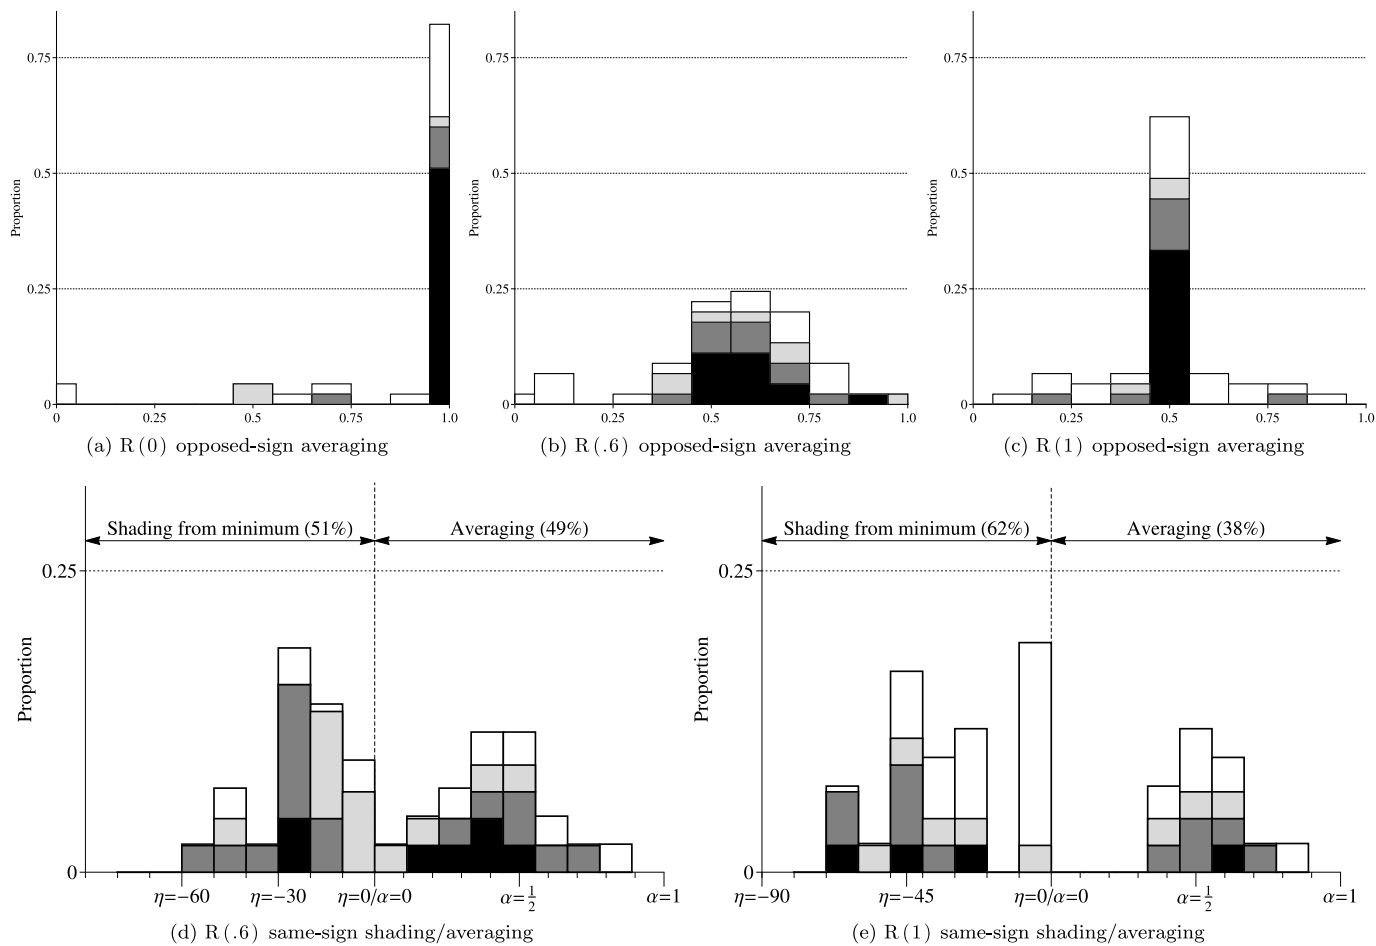 0.75 0.75 0.75
0.5 0.5 0.5
Proportion Proportion Proportion
0.25 0.25 0.25
0 0 0
0 0.25 0.5 0.75 1.0 0 0.25 0.5 0.75 1.0 0 0.25 0.5 0.75 1.0
(a) R(0) opposed-sign averaging (b) R(.6) opposed-sign averaging (c) R(1) opposed-sign averaging
Shading from minimum (51%) Averaging (49%) Shading from minimum (62%) Averaging (38%)
0.25 0.25
Proportion Proportion
0 0
η=−60 η=−30 η=0/α=0 α=1/2 α=1 η=−90 η=−45 η=0/α=0 α=1/2 α=1
(d) R(.6) same-sign shading/averaging (e) R(1) same-sign shading/averaging